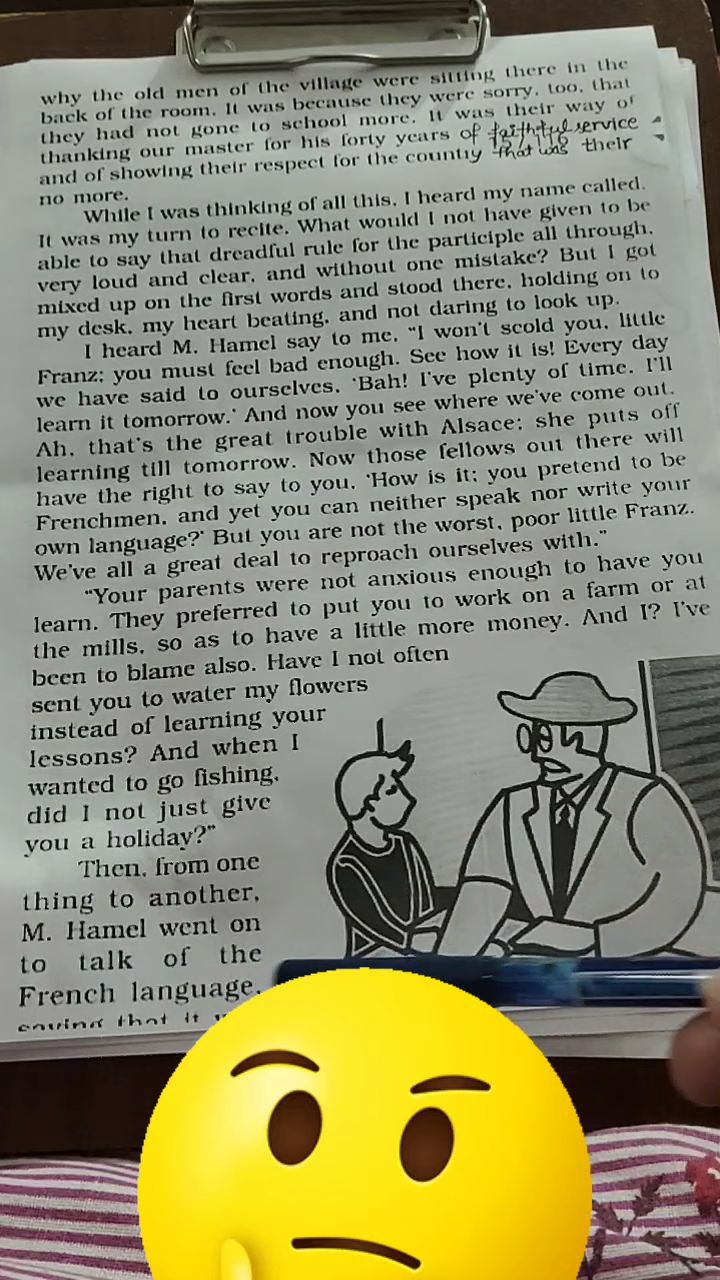 why the old men of the village were sitting there in the
back of the room. It was because they were sorry, too, that
they had not gone to school more. It was their way of
thanking our master for his forty years of faithful service
and of showing their respect for the country that was their
no more.
While I was thinking of all this, I heard my name called.
It was my turn to recite. What would I not have given to be
able to say that dreadful rule for the participle all through,
very loud and clear, and without one mistake? But I got
mixed up on the first words and stood there, holding on to
my desk, my heart beating, and not daring to look up.
I heard M. Hamel say to me, “I won't scold you, little
Franz; you must feel bad enough. See how it is! Every day
we have said to ourselves, ‘Bah! I've plenty of time. I'll
learn it tomorrow.’ And now you see where we've come out.
Ah, that's the great trouble with Alsace; she puts off
learning till tomorrow. Now those fellows out there will
have the right to say to you, ‘How is it; you pretend to be
Frenchmen, and yet you can neither speak nor write your
own language?’ But you are not the worst, poor little Franz.
We've all a great deal to reproach ourselves with.”
“Your parents were not anxious enough to have you
learn. They preferred to put you to work on a farm or at
the mills, so as to have a little more money. And I? I've
been to blame also. Have I not often
sent you to water my flowers
instead of learning your
lessons? And when I
wanted to go fishing,
did I not just give
you a holiday?”
Then, from one
thing to another,
M. Hamel went on
to talk of the
French language,
saying that it